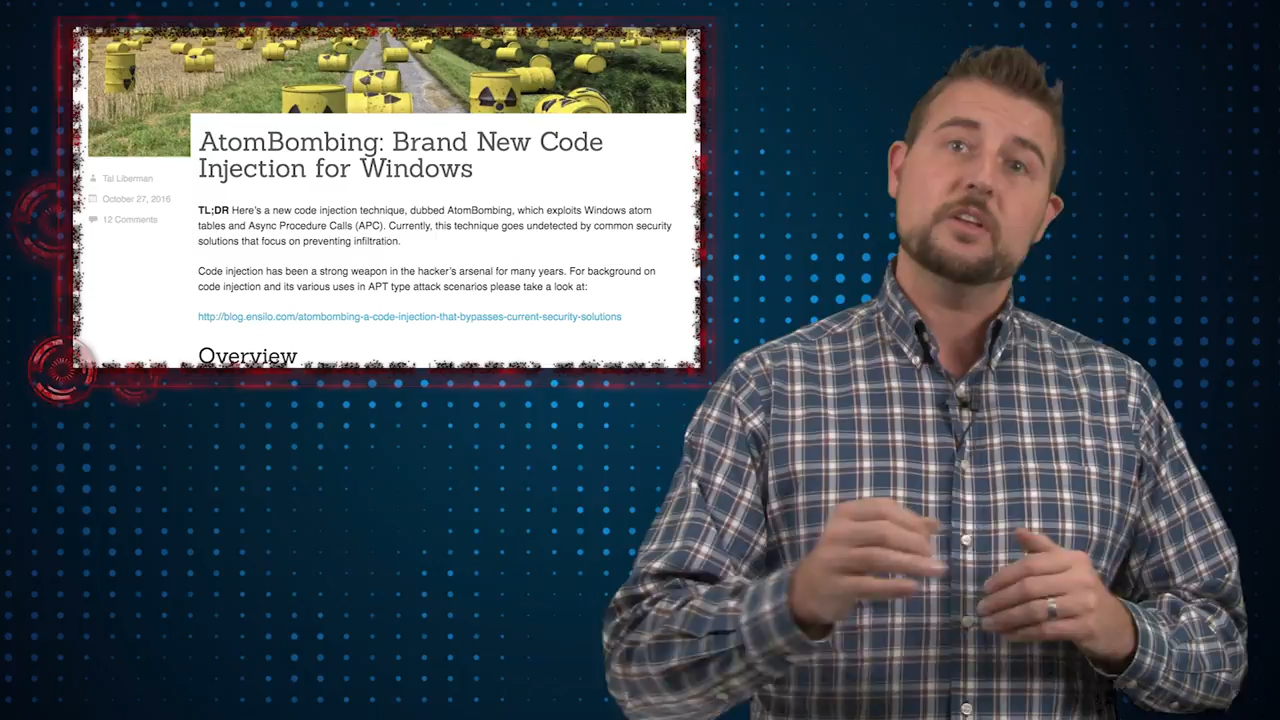 AtomBombing: Brand New Code
Injection for Windows
Tal Liberman
October 27, 2016
12 Comments
TL;DR Here's a new code injection technique, dubbed AtomBombing, which exploits Windows atom
tables and Async Procedure Calls (APC). Currently, this technique goes undetected by common security
solutions that focus on preventing infiltration.
Code injection has been a strong weapon in the hacker's arsenal for many years. For background on
code injection and its various uses in APT type attack scenarios please take a look at:
http://blog.ensilo.com/atombombing-a-code-injection-that-bypasses-current-security-solutions
Overview